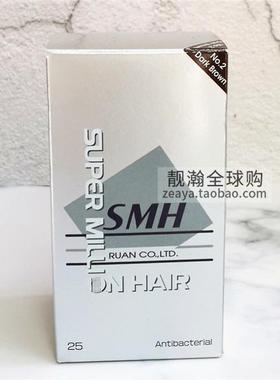 No.2
Dark Brown
SUPER MILLION HAIR
SMH
RUAN CO.,LTD.
25
Antibacterial
靓瀚全球购
zeaya.taobao.com